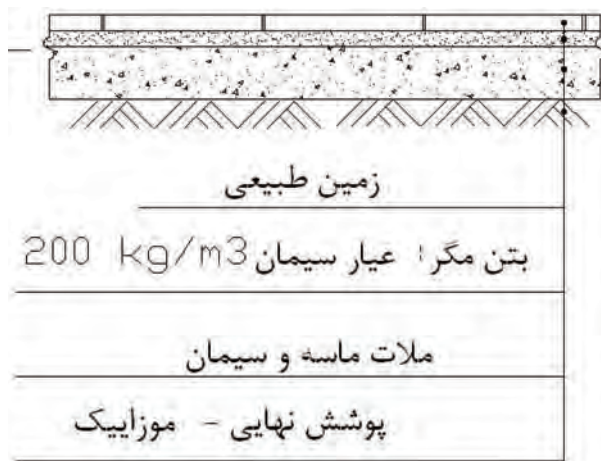 زمین طبیعی
بتن مگر؛ عیار سیمان 200 kg/m3
ملات ماسه و سیمان
پوشش نهایی - موزاییک